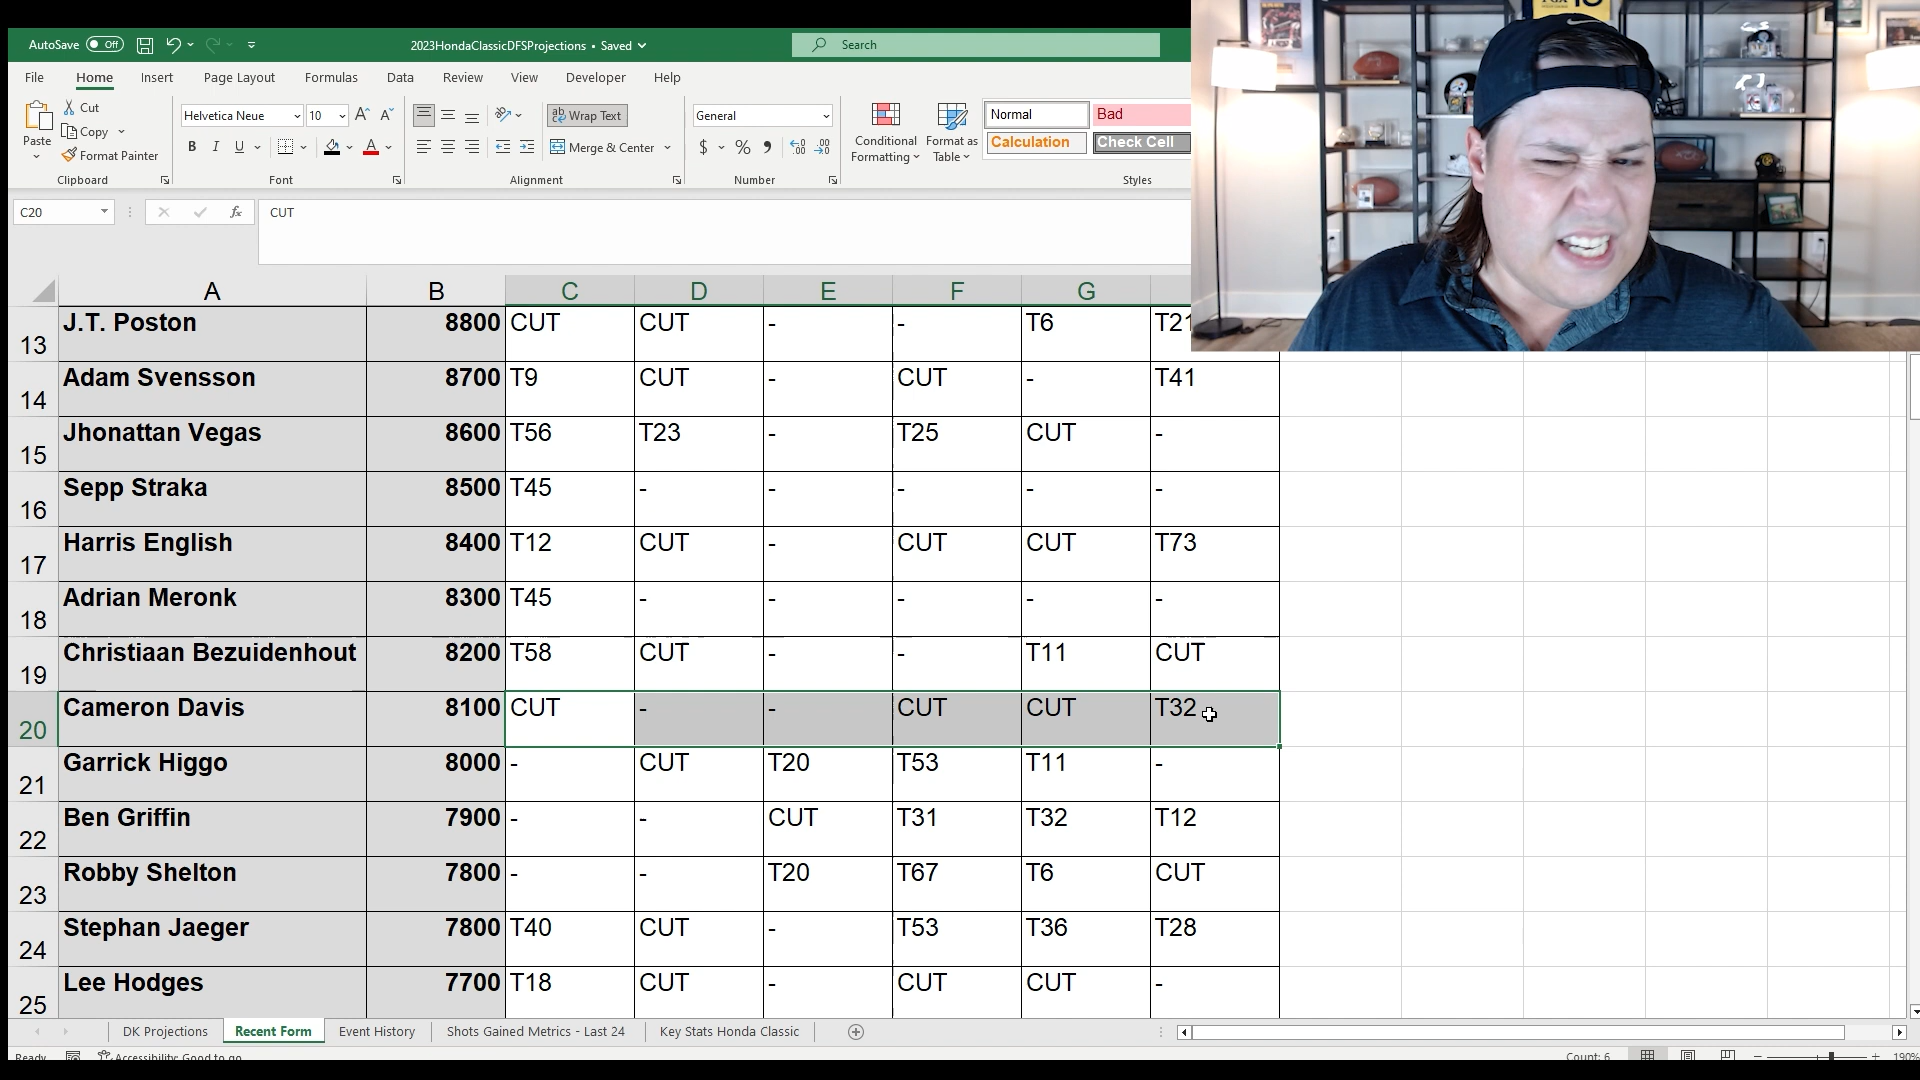 AutoSave Off 2023HondaClassicDFSProjections • Saved Search
File Home Insert Page Layout Formulas Data Review View Developer Help
Paste Cut Copy Format Painter Clipboard
Helvetica Neue 10 A A B I U A Font
ab Wrap Text Merge & Center Alignment
General $ % Number
Conditional Formatting Format as Table
Normal Bad Calculation Check Cell Styles
C20 fx CUT
A B C D E F G
13 J.T. Poston 8800 CUT CUT - - T6 T21
14 Adam Svensson 8700 T9 CUT - CUT - T41
15 Jhonattan Vegas 8600 T56 T23 - T25 CUT -
16 Sepp Straka 8500 T45 - - - - -
17 Harris English 8400 T12 CUT - CUT CUT T73
18 Adrian Meronk 8300 T45 - - - - -
19 Christiaan Bezuidenhout 8200 T58 CUT - - T11 CUT
20 Cameron Davis 8100 CUT - - CUT CUT T32
21 Garrick Higgo 8000 - CUT T20 T53 T11 -
22 Ben Griffin 7900 - - CUT T31 T32 T12
23 Robby Shelton 7800 - - T20 T67 T6 CUT
24 Stephan Jaeger 7800 T40 CUT - T53 T36 T28
25 Lee Hodges 7700 T18 CUT - CUT CUT -
DK Projections Recent Form Event History Shots Gained Metrics - Last 24 Key Stats Honda Classic
Ready Accessibility: Good to go Count: 6 190%